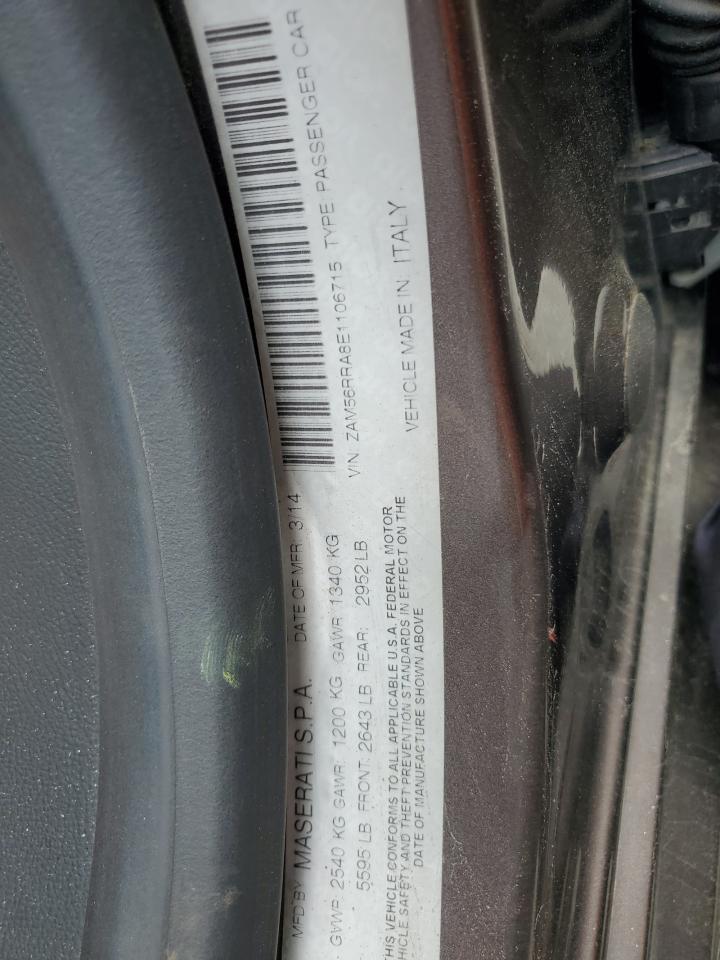 MFD BY MASERATI S.P.A. DATE OF MFR 3/14
GVWR 2540 KG GAWR: 1200 KG GAWR 1340 KG
5595 LB FRONT: 2643 LB REAR: 2952 LB
VIN ZAM56RRA8E1106715 TYPE PASSENGER CAR
THIS VEHICLE CONFORMS TO ALL APPLICABLE U.S.A. FEDERAL MOTOR
VEHICLE SAFETY AND THEFT PREVENTION STANDARDS IN EFFECT ON THE
DATE OF MANUFACTURE SHOWN ABOVE
VEHICLE MADE IN ITALY